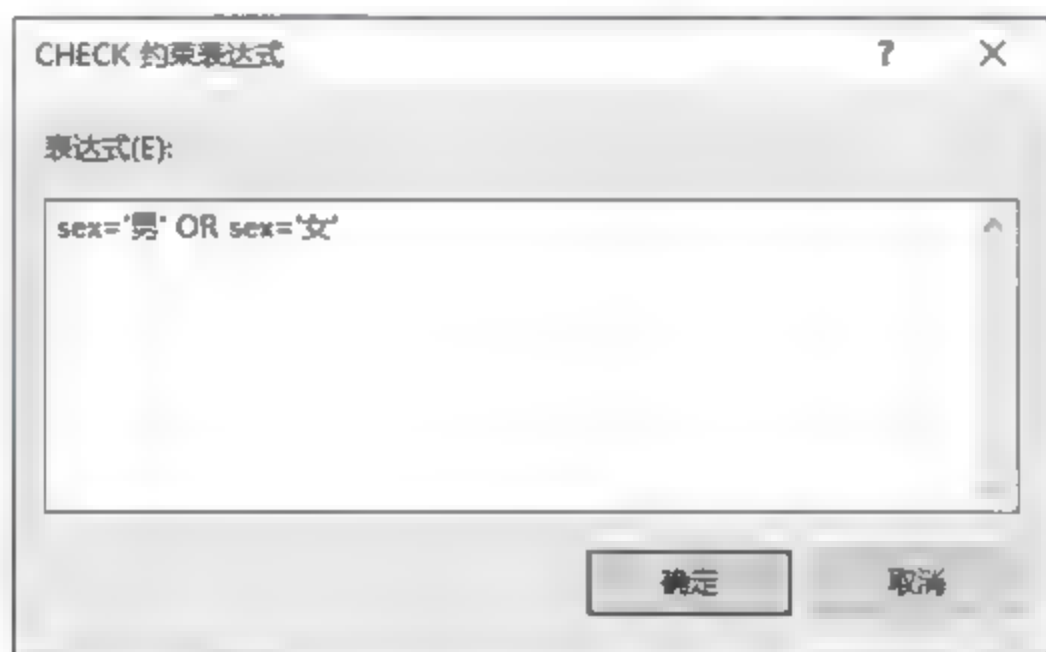 CHECK 约束表达式
?
×
表达式(E):
sex='男' OR sex='女'
确定
取消